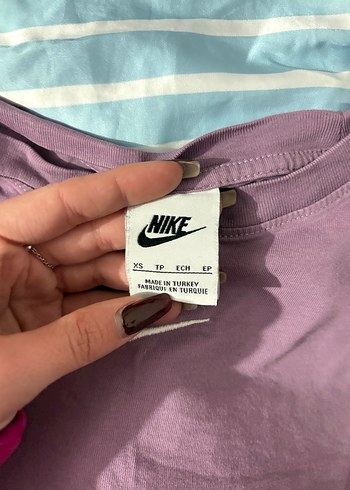 NIKE
XS TP ECH EP
MADE IN TURKEY
FABRIQUÉ EN TURQUIE